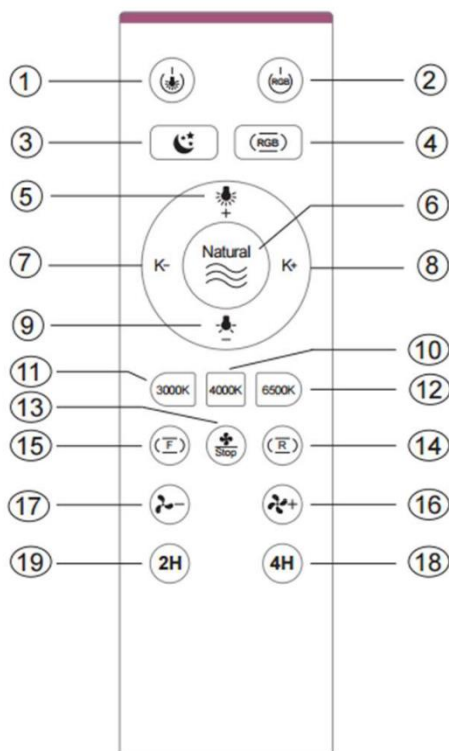 ① ②
RGB
③ RGB ④
⑤ + ⑥
Natural
⑦ K- K+ ⑧
⑨ - ⑩
⑪ 3000K 4000K 6500K ⑫
⑬
⑮ F Stop R ⑭
⑰ - + ⑯
⑲ 2H 4H ⑱